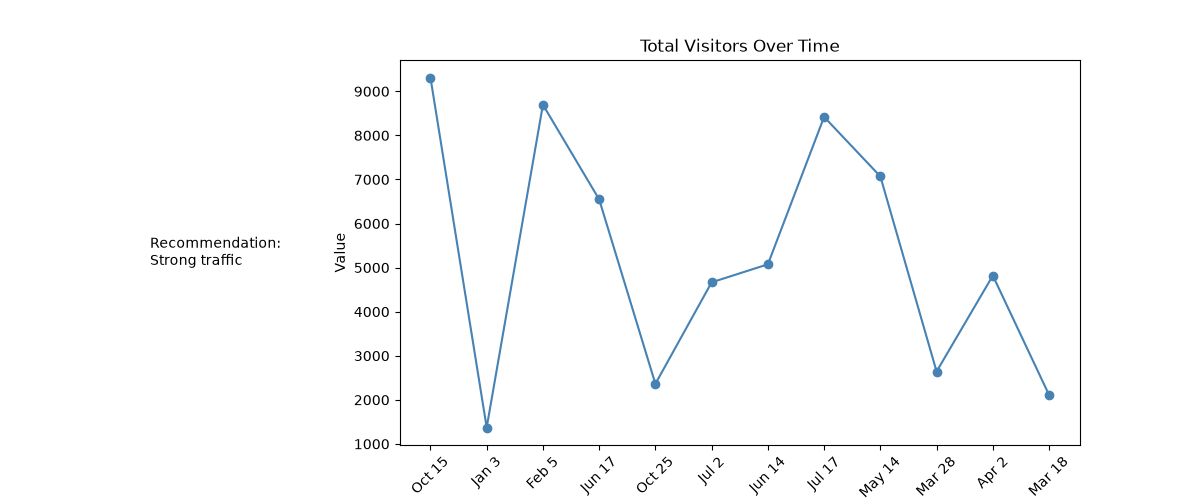 Total Visitors Over Time
Recommendation:
Strong traffic
Value
9000
8000
7000
6000
5000
4000
3000
2000
1000
Oct 15
Jan 3
Feb 5
Jun 17
Oct 25
Jul 2
Jun 14
Jul 17
May 14
Mar 28
Apr 2
Mar 18